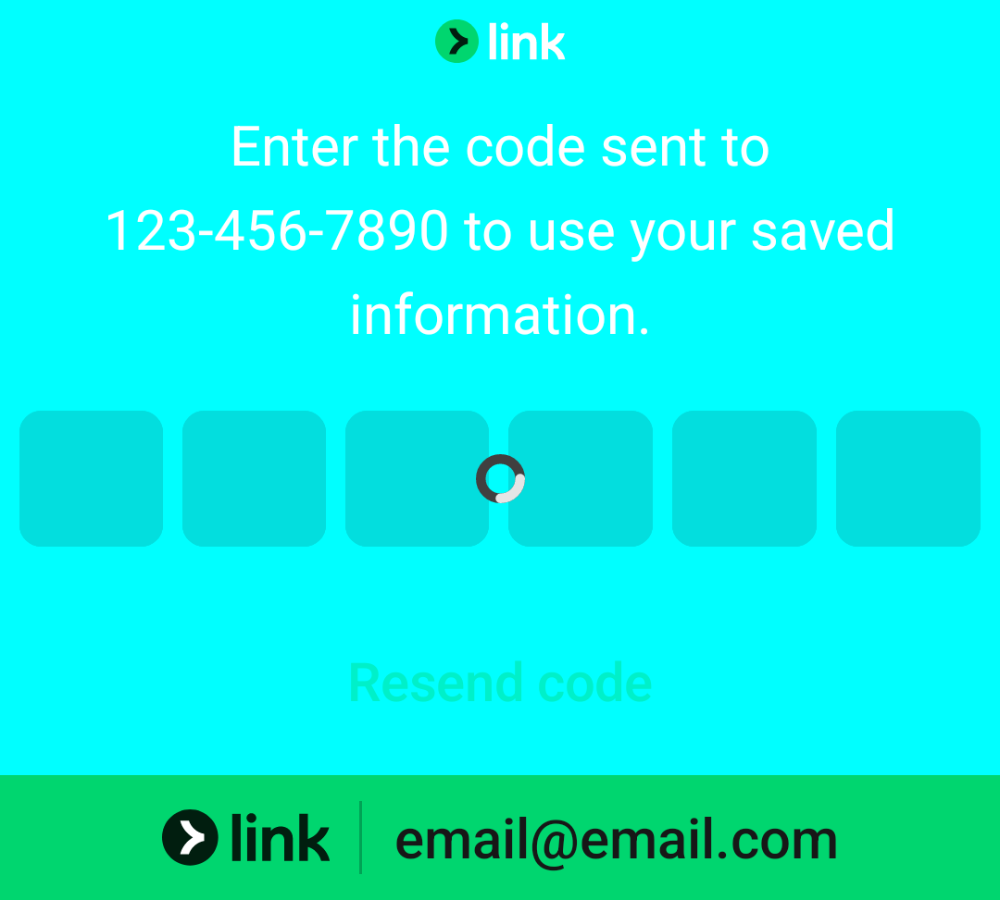 link
Enter the code sent to
123-456-7890 to use your saved
information.
Resend code
link
email@email.com